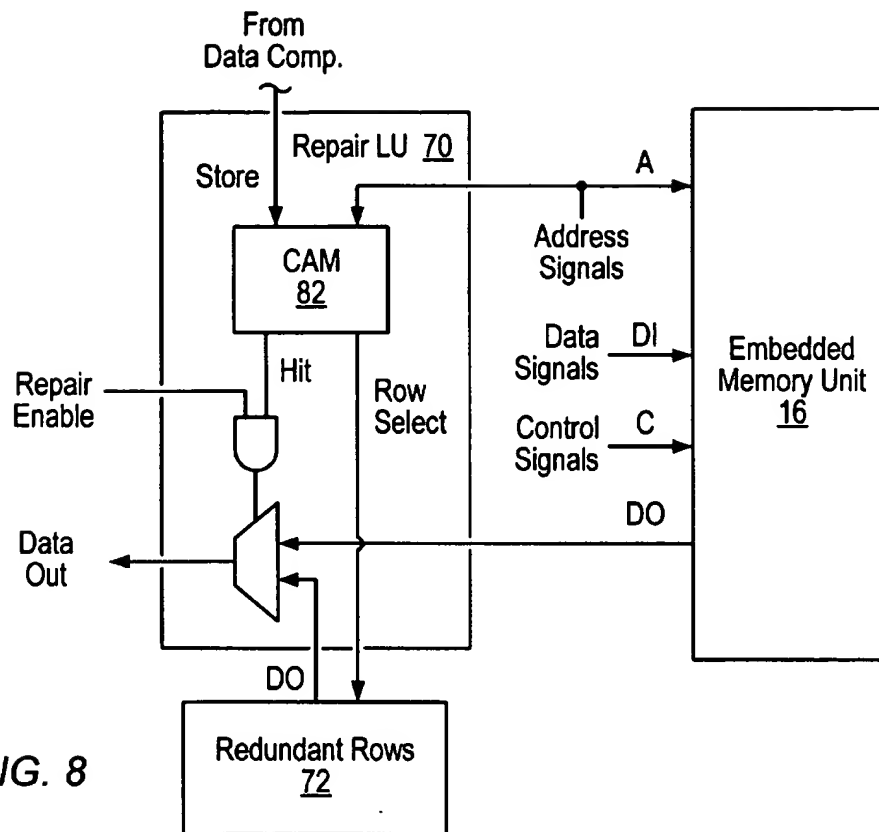 From
Data Comp.
Repair LU 70
Store
A
CAM
82
Address
Signals
Hit
Data
Signals
DI
Embedded
Memory Unit
16
Repair
Enable
Row
Select
Control
Signals
C
DO
Data
Out
DO
Redundant Rows
72
IG. 8